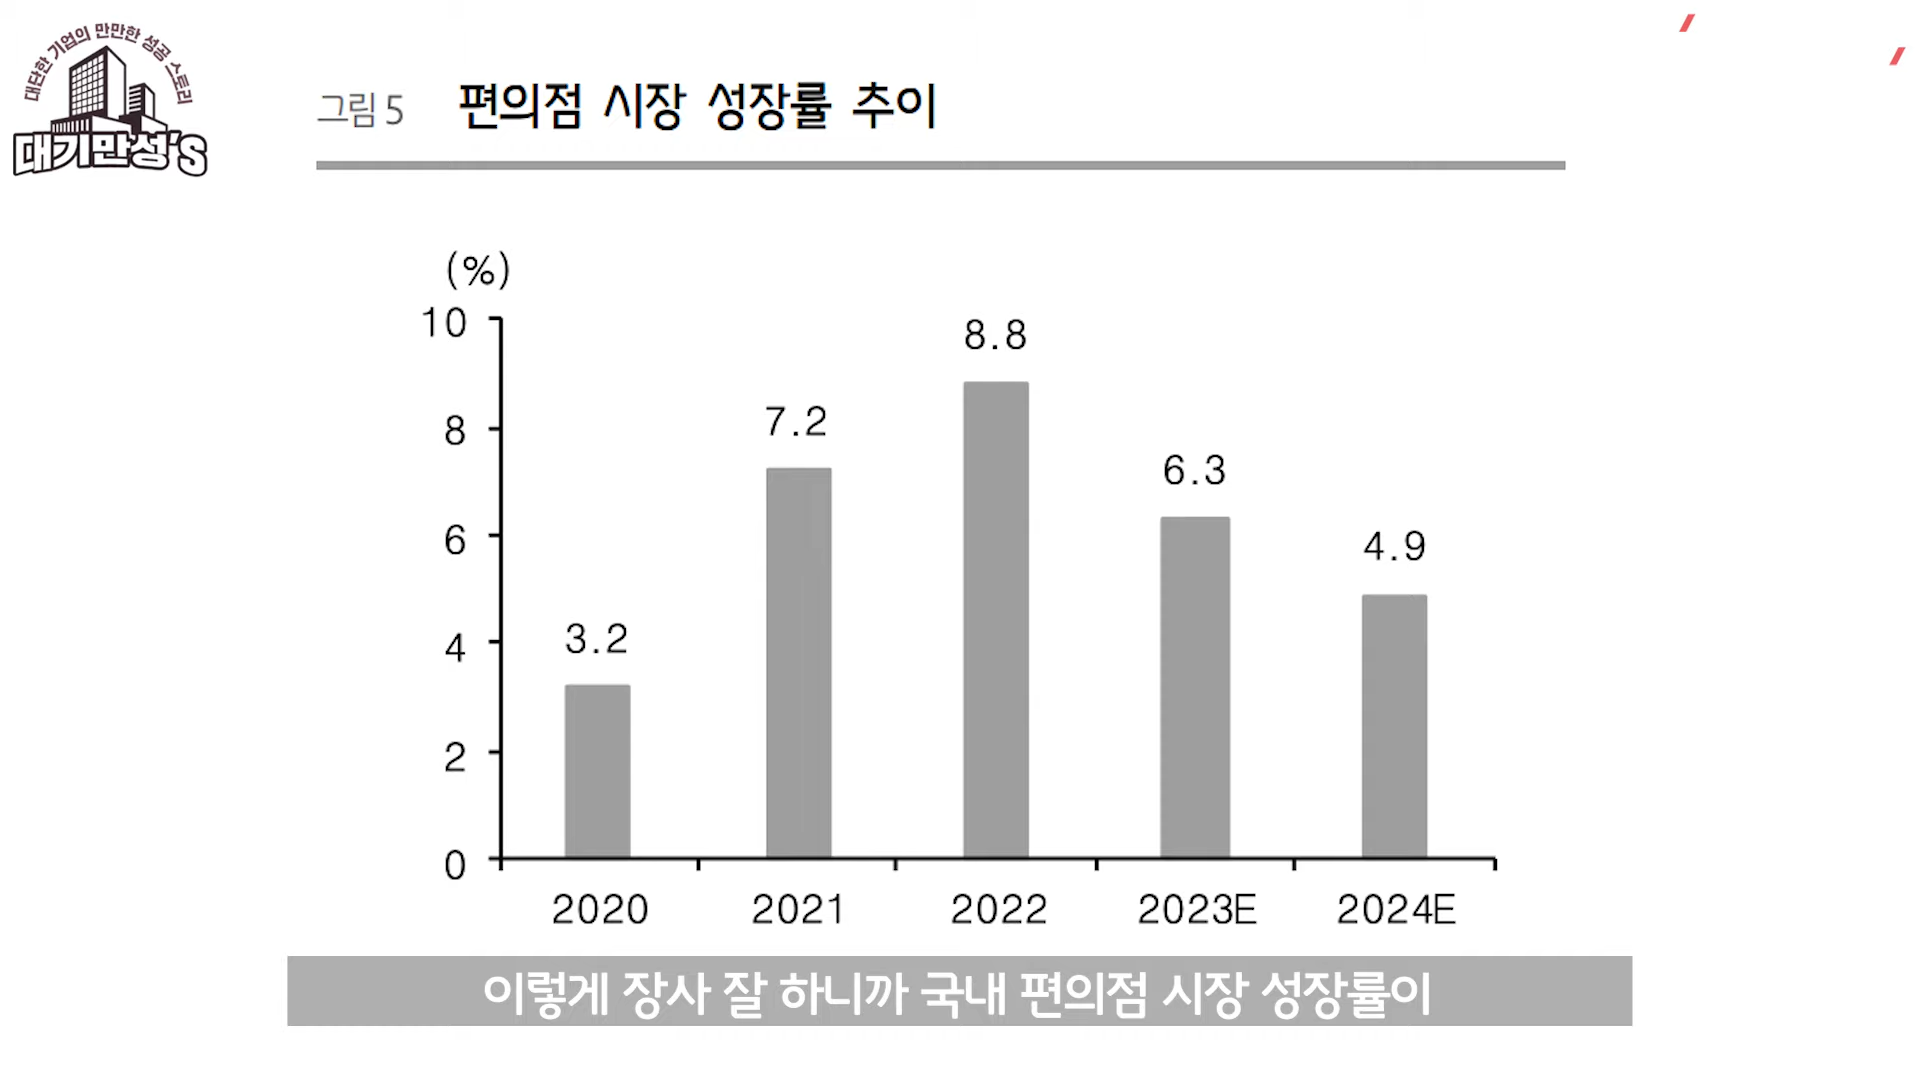 대단한 기업의 만만한 성공 스토리
대기만성'S
그림 5 편의점 시장 성장률 추이
(%)
10
8
6
4
2
0
3.2
7.2
8.8
6.3
4.9
2020 2021 2022 2023E 2024E
이렇게 장사 잘 하니까 국내 편의점 시장 성장률이